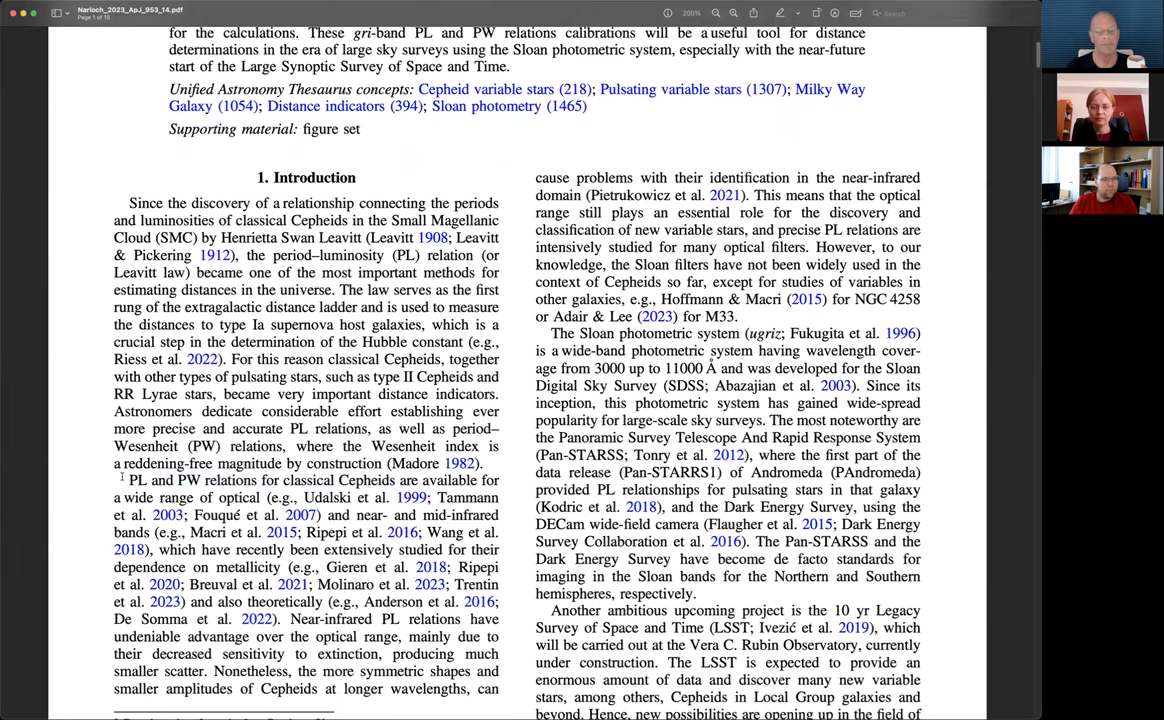 Narloch_2023_ApJ_953_14.pdf
Page 1 of 15
200%
Search
for the calculations. These gri-band PL and PW relations calibrations will be a useful tool for distance
determinations in the era of large sky surveys using the Sloan photometric system, especially with the near-future
start of the Large Synoptic Survey of Space and Time.
Unified Astronomy Thesaurus concepts: Cepheid variable stars (218); Pulsating variable stars (1307); Milky Way
Galaxy (1054); Distance indicators (394); Sloan photometry (1465)
Supporting material: figure set
1. Introduction
Since the discovery of a relationship connecting the periods
and luminosities of classical Cepheids in the Small Magellanic
Cloud (SMC) by Henrietta Swan Leavitt (Leavitt 1908; Leavitt
& Pickering 1912), the period–luminosity (PL) relation (or
Leavitt law) became one of the most important methods for
estimating distances in the universe. The law serves as the first
rung of the extragalactic distance ladder and is used to measure
the distances to type Ia supernova host galaxies, which is a
crucial step in the determination of the Hubble constant (e.g.,
Riess et al. 2022). For this reason classical Cepheids, together
with other types of pulsating stars, such as type II Cepheids and
RR Lyrae stars, became very important distance indicators.
Astronomers dedicate considerable effort establishing ever
more precise and accurate PL relations, as well as period–
Wesenheit (PW) relations, where the Wesenheit index is
a reddening-free magnitude by construction (Madore 1982).
PL and PW relations for classical Cepheids are available for
a wide range of optical (e.g., Udalski et al. 1999; Tammann
et al. 2003; Fouqué et al. 2007) and near- and mid-infrared
bands (e.g., Macri et al. 2015; Ripepi et al. 2016; Wang et al.
2018), which have recently been extensively studied for their
dependence on metallicity (e.g., Gieren et al. 2018; Ripepi
et al. 2020; Breuval et al. 2021; Molinaro et al. 2023; Trentin
et al. 2023) and also theoretically (e.g., Anderson et al. 2016;
De Somma et al. 2022). Near-infrared PL relations have
undeniable advantage over the optical range, mainly due to
their decreased sensitivity to extinction, producing much
smaller scatter. Nonetheless, the more symmetric shapes and
smaller amplitudes of Cepheids at longer wavelengths, can
cause problems with their identification in the near-infrared
domain (Pietrukowicz et al. 2021). This means that the optical
range still plays an essential role for the discovery and
classification of new variable stars, and precise PL relations are
intensively studied for many optical filters. However, to our
knowledge, the Sloan filters have not been widely used in the
context of Cepheids so far, except for studies of variables in
other galaxies, e.g., Hoffmann & Macri (2015) for NGC 4258
or Adair & Lee (2023) for M33.
The Sloan photometric system (ugriz; Fukugita et al. 1996)
is a wide-band photometric system having wavelength cover-
age from 3000 up to 11000 Å and was developed for the Sloan
Digital Sky Survey (SDSS; Abazajian et al. 2003). Since its
inception, this photometric system has gained wide-spread
popularity for large-scale sky surveys. The most noteworthy are
the Panoramic Survey Telescope And Rapid Response System
(Pan-STARSS; Tonry et al. 2012), where the first part of the
data release (Pan-STARRS1) of Andromeda (PAndromeda)
provided PL relationships for pulsating stars in that galaxy
(Kodric et al. 2018), and the Dark Energy Survey, using the
DECam wide-field camera (Flaugher et al. 2015; Dark Energy
Survey Collaboration et al. 2016). The Pan-STARSS and the
Dark Energy Survey have become de facto standards for
imaging in the Sloan bands for the Northern and Southern
hemispheres, respectively.
Another ambitious upcoming project is the 10 yr Legacy
Survey of Space and Time (LSST; Ivezić et al. 2019), which
will be carried out at the Vera C. Rubin Observatory, currently
under construction. The LSST is expected to provide an
enormous amount of data and discover many new variable
stars, among others, Cepheids in Local Group galaxies and
beyond. Hence, new possibilities are opening up in the field of